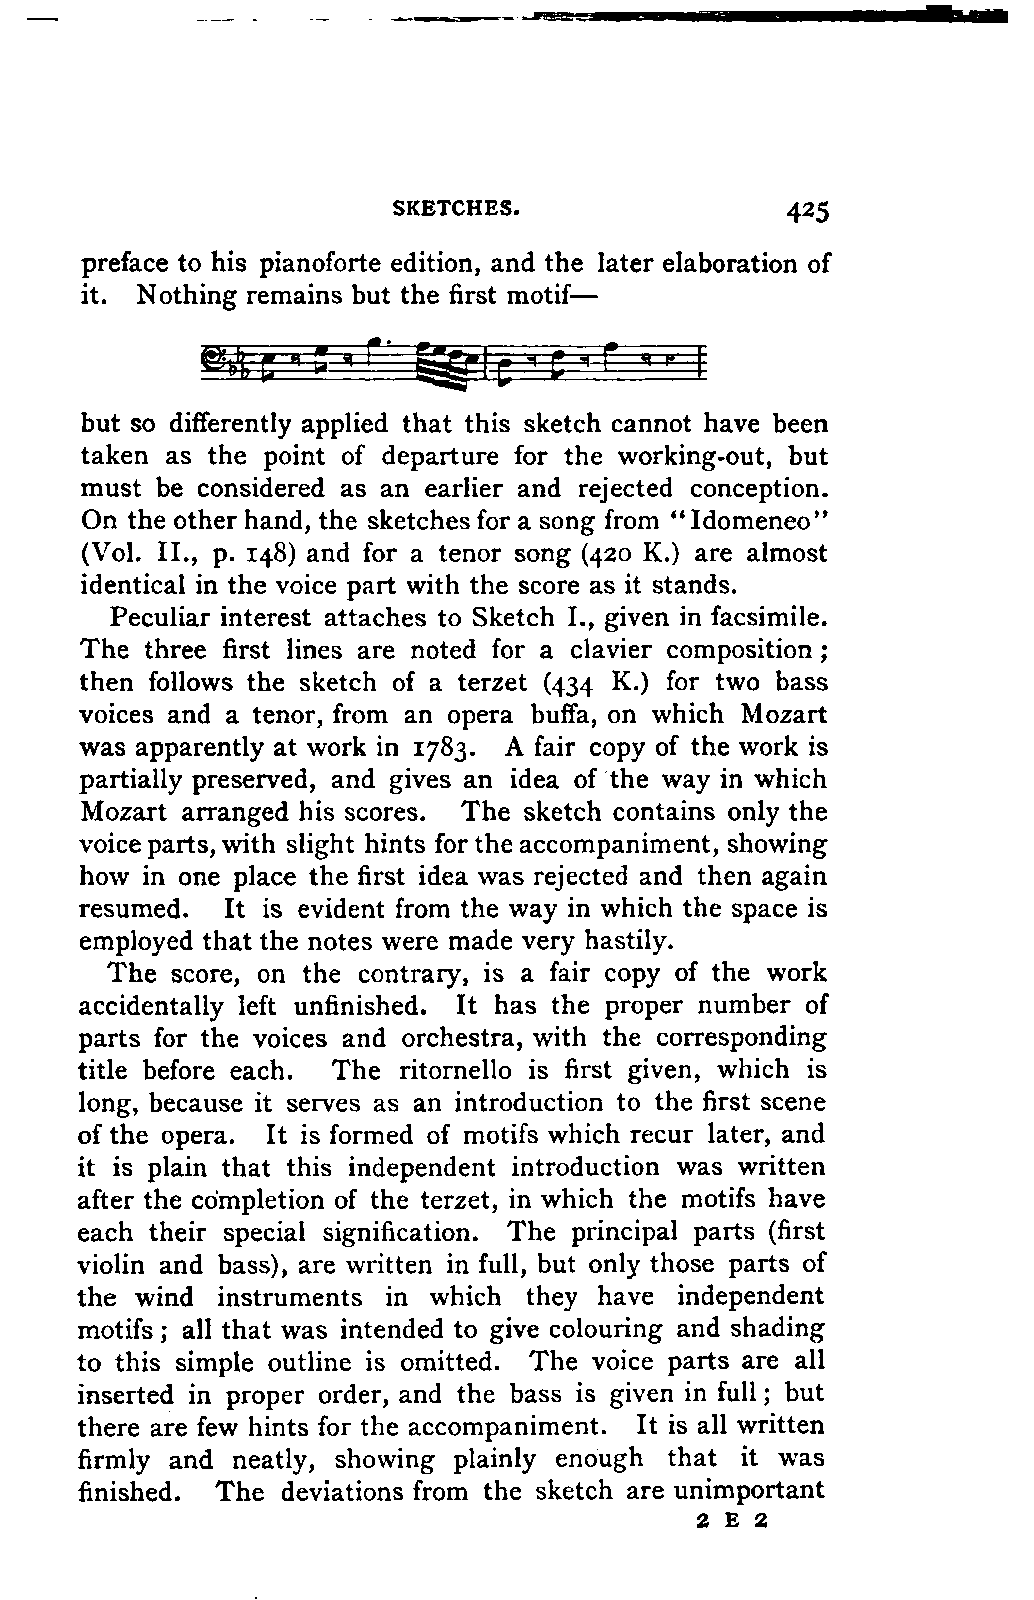 SKETCHES. 425
preface to his pianoforte edition, and the later elaboration of
it. Nothing remains but the first motif—
but so differently applied that this sketch cannot have been
taken as the point of departure for the working-out, but
must be considered as an earlier and rejected conception.
On the other hand, the sketches for a song from "Idomeneo"
(Vol. II., p. 148) and for a tenor song (420 K.) are almost
identical in the voice part with the score as it stands.
Peculiar interest attaches to Sketch I., given in facsimile.
The three first lines are noted for a clavier composition;
then follows the sketch of a terzet (434 K.) for two bass
voices and a tenor, from an opera buffa, on which Mozart
was apparently at work in 1783. A fair copy of the work is
partially preserved, and gives an idea of the way in which
Mozart arranged his scores. The sketch contains only the
voice parts, with slight hints for the accompaniment, showing
how in one place the first idea was rejected and then again
resumed. It is evident from the way in which the space is
employed that the notes were made very hastily.
The score, on the contrary, is a fair copy of the work
accidentally left unfinished. It has the proper number of
parts for the voices and orchestra, with the corresponding
title before each. The ritornello is first given, which is
long, because it serves as an introduction to the first scene
of the opera. It is formed of motifs which recur later, and
it is plain that this independent introduction was written
after the completion of the terzet, in which the motifs have
each their special signification. The principal parts (first
violin and bass), are written in full, but only those parts of
the wind instruments in which they have independent
motifs; all that was intended to give colouring and shading
to this simple outline is omitted. The voice parts are all
inserted in proper order, and the bass is given in full; but
there are few hints for the accompaniment. It is all written
firmly and neatly, showing plainly enough that it was
finished. The deviations from the sketch are unimportant
2 E 2